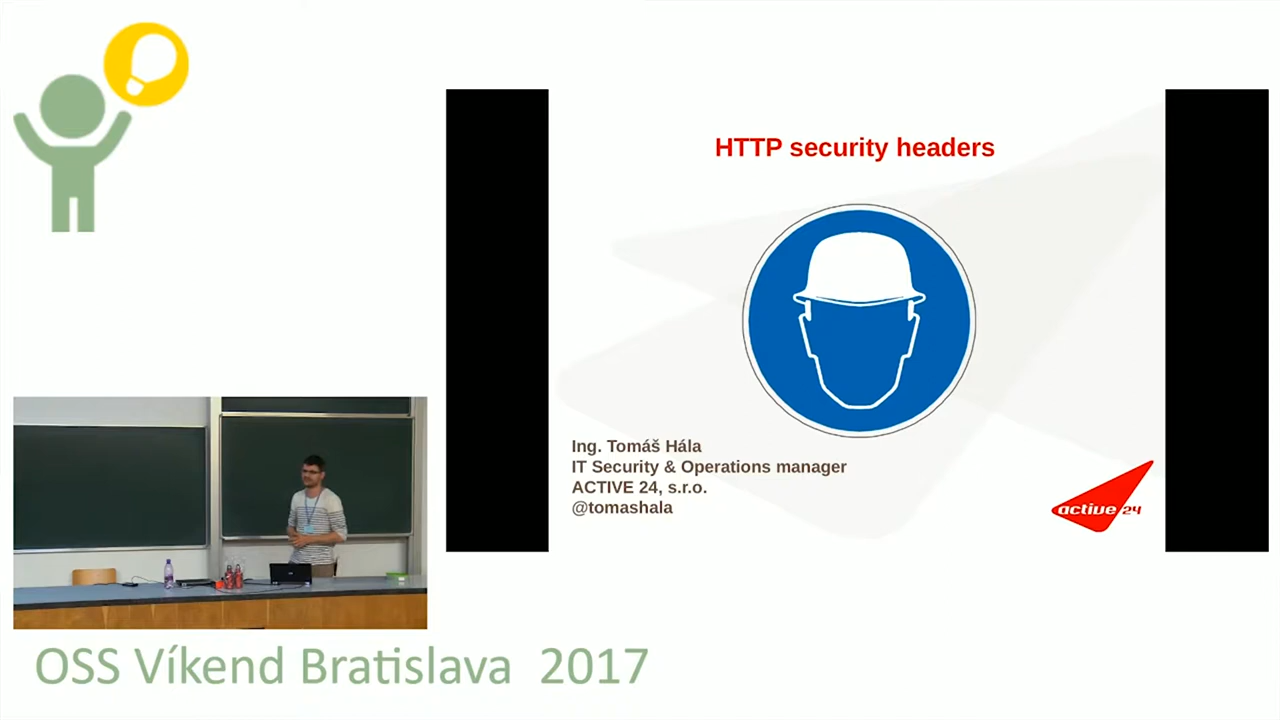 HTTP security headers
Ing. Tomáš Hála
IT Security & Operations manager
ACTIVE 24, s.r.o.
@tomashala
active 24
OSS Víkend Bratislava 2017